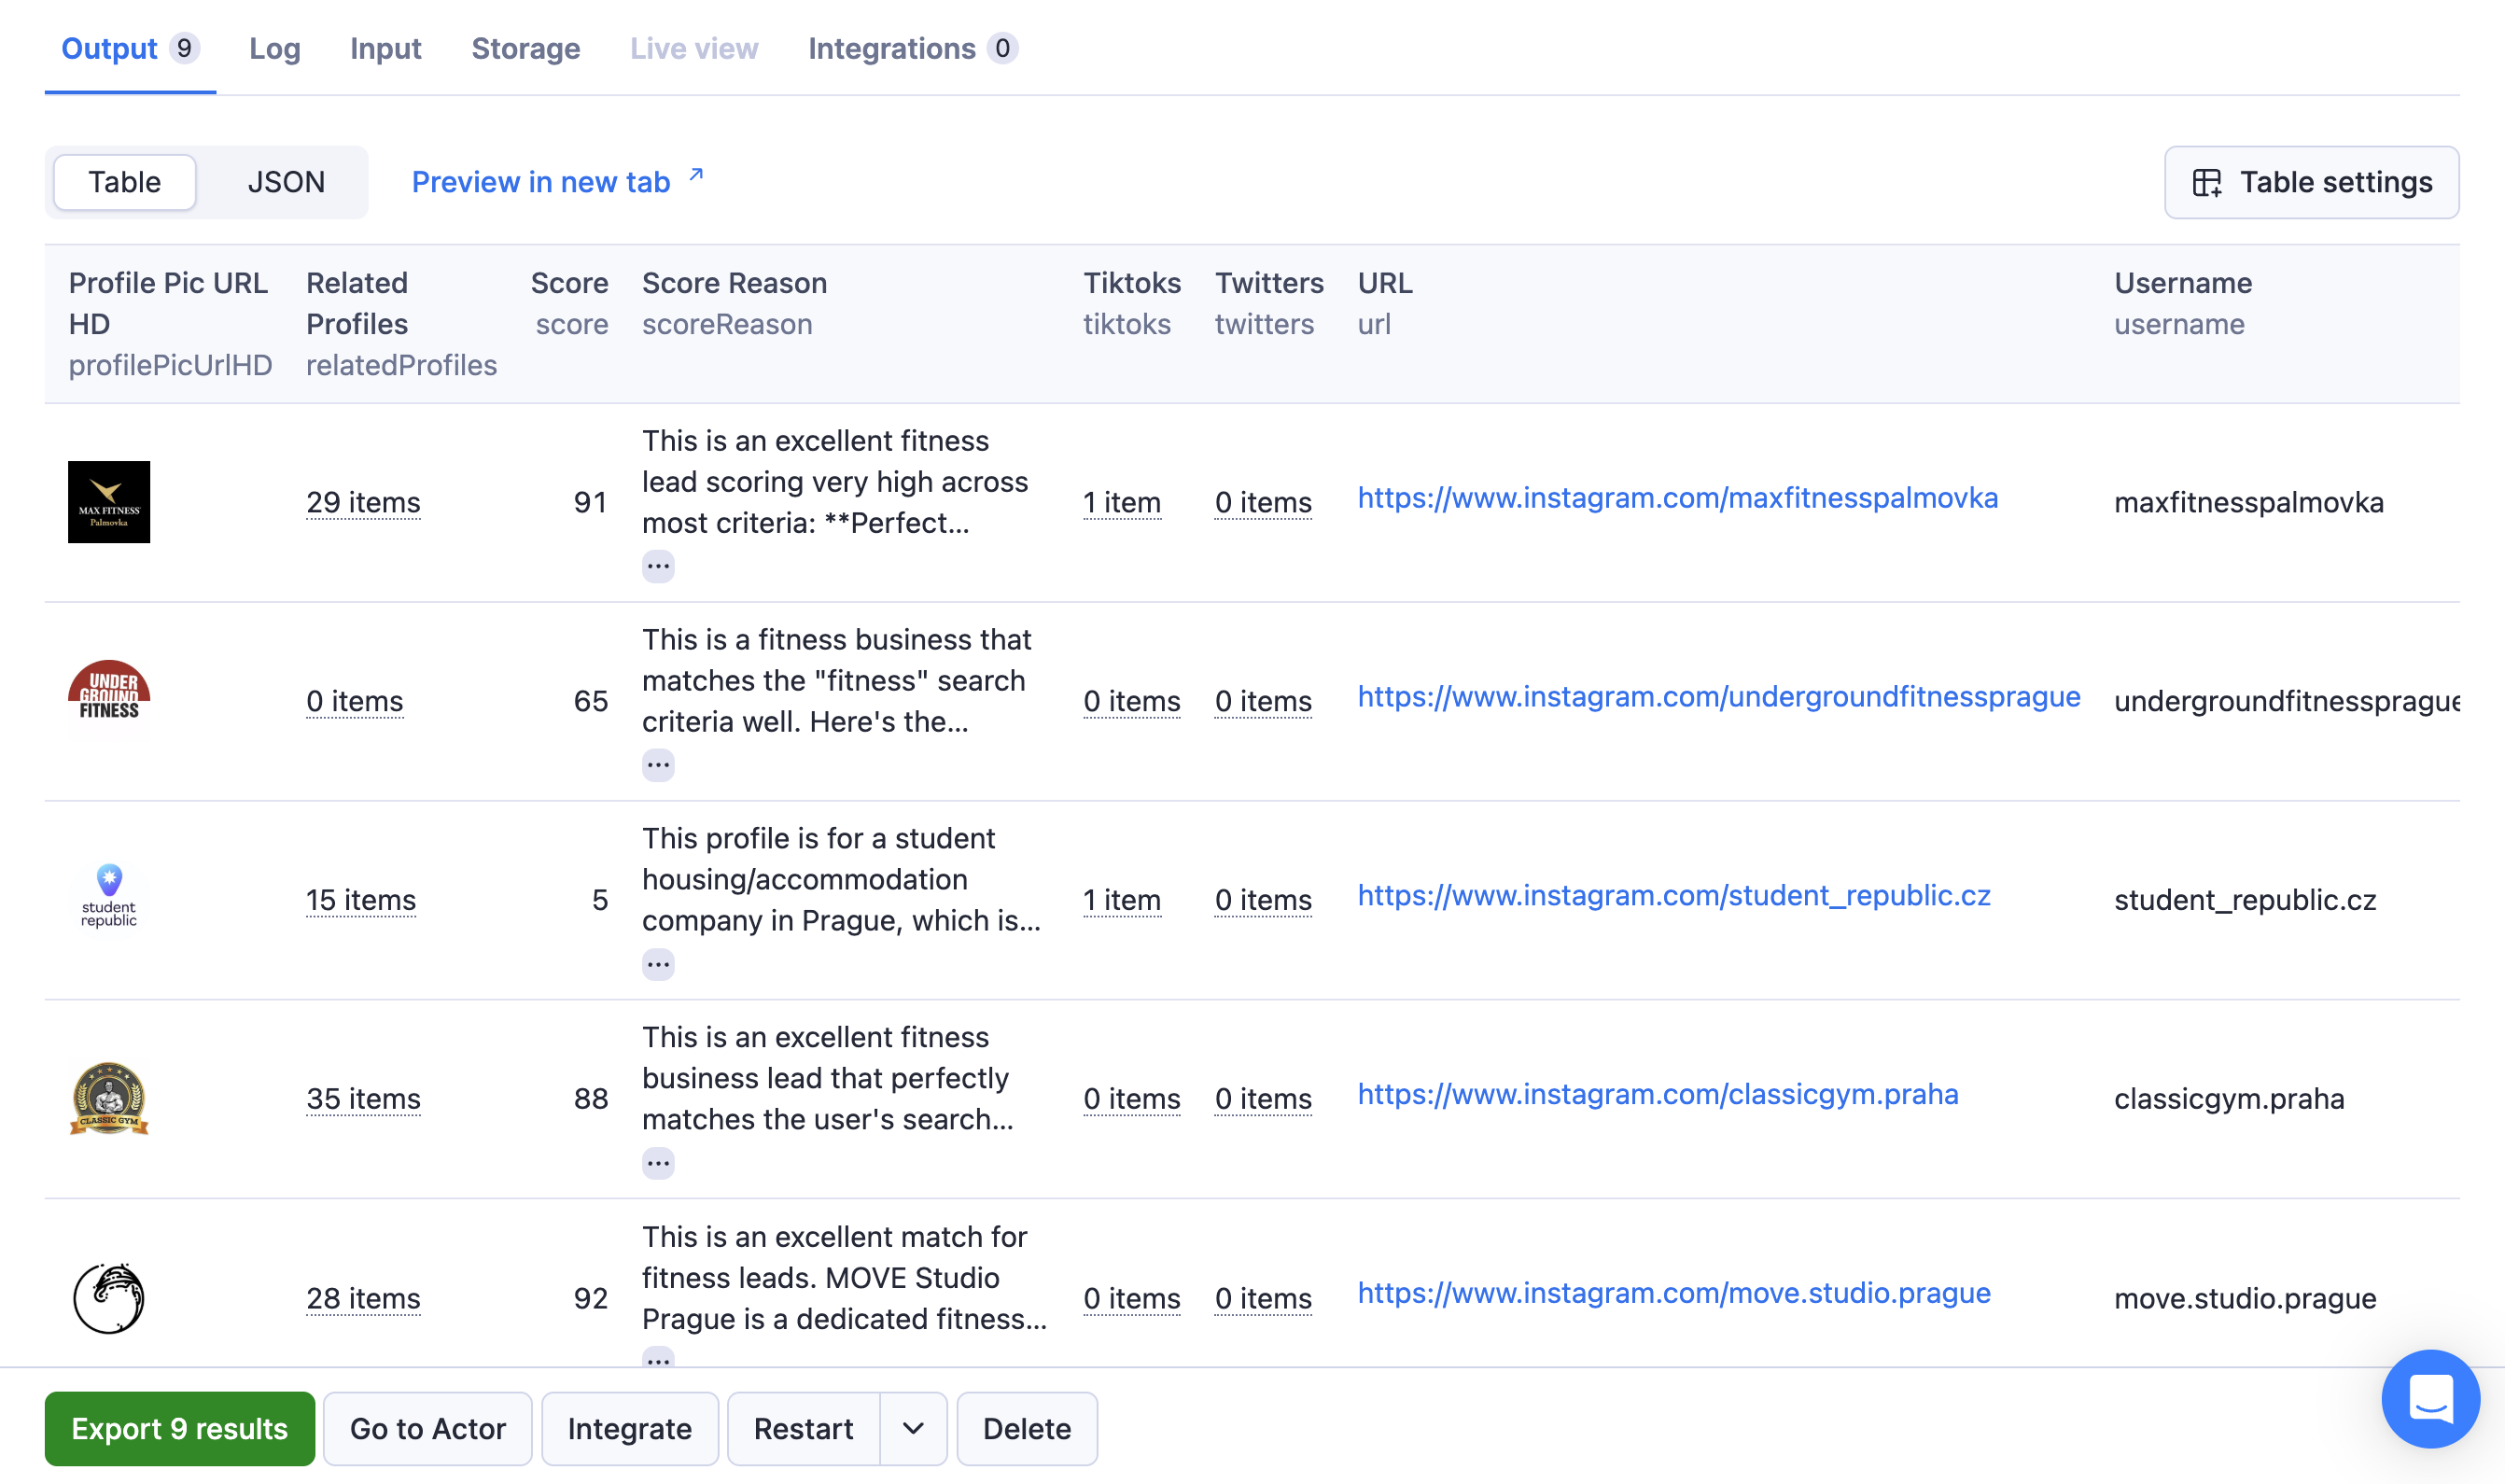 Output 9 Log Input Storage Live view Integrations 0
Table JSON Preview in new tab Table settings
Profile Pic URL Related Score Score Reason Tiktoks Twitters URL Username
HD Profiles score scoreReason tiktoks twitters url username
profilePicUrlHD relatedProfiles
This is an excellent fitness
lead scoring very high across
most criteria: **Perfect...
MAX FITNESS
Palmovka
29 items 91 1 item 0 items https://www.instagram.com/maxfitnesspalmovka maxfitnesspalmovka
...
This is a fitness business that
matches the "fitness" search
criteria well. Here's the...
UNDER
GROUND
FITNESS
0 items 65 0 items 0 items https://www.instagram.com/undergroundfitnessprague undergroundfitnessprague
...
This profile is for a student
housing/accommodation
company in Prague, which is...
student
republic
15 items 5 1 item 0 items https://www.instagram.com/student_republic.cz student_republic.cz
...
This is an excellent fitness
business lead that perfectly
matches the user's search...
CLASSIC GYM
35 items 88 0 items 0 items https://www.instagram.com/classicgym.praha classicgym.praha
...
This is an excellent match for
fitness leads. MOVE Studio
Prague is a dedicated fitness...
28 items 92 0 items 0 items https://www.instagram.com/move.studio.prague move.studio.prague
...
Export 9 results Go to Actor Integrate Restart Delete